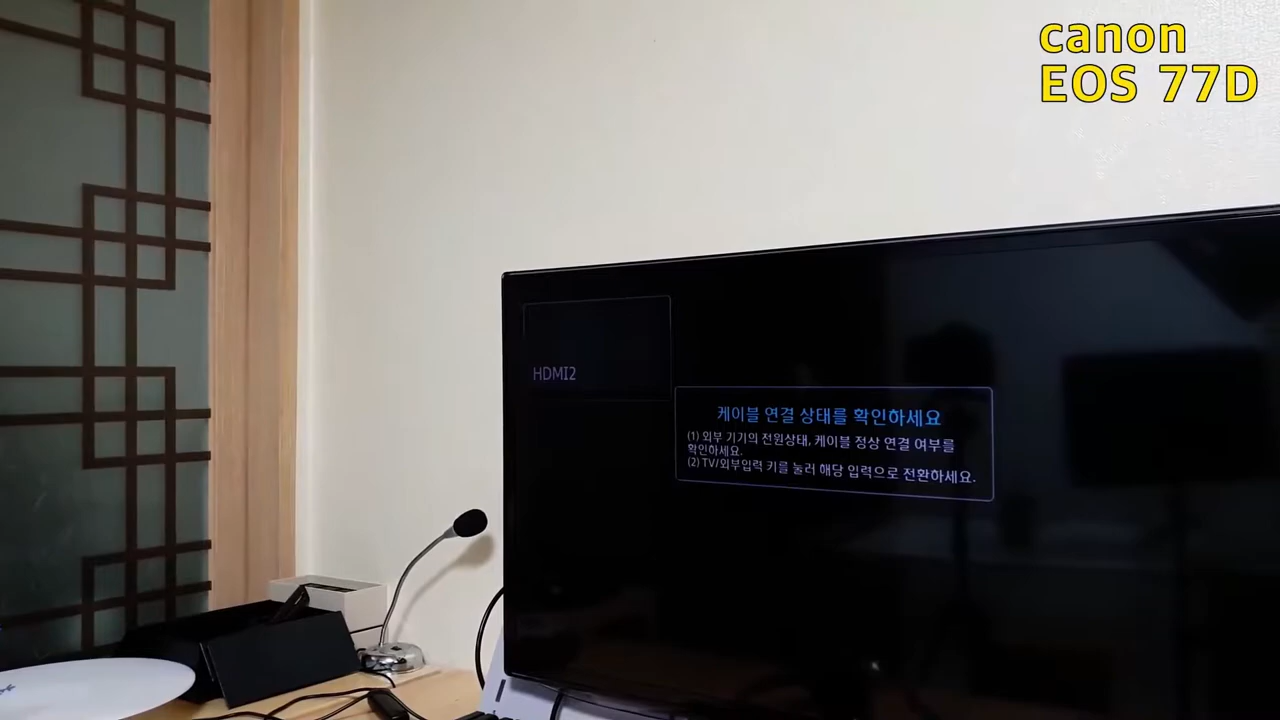 canon
EOS 77D
HDMI2
케이블 연결 상태를 확인하세요
(1) 외부 기기의 전원상태, 케이블 정상 연결 여부를
확인하세요.
(2) TV/외부입력 키를 눌러 해당 입력으로 전환하세요.